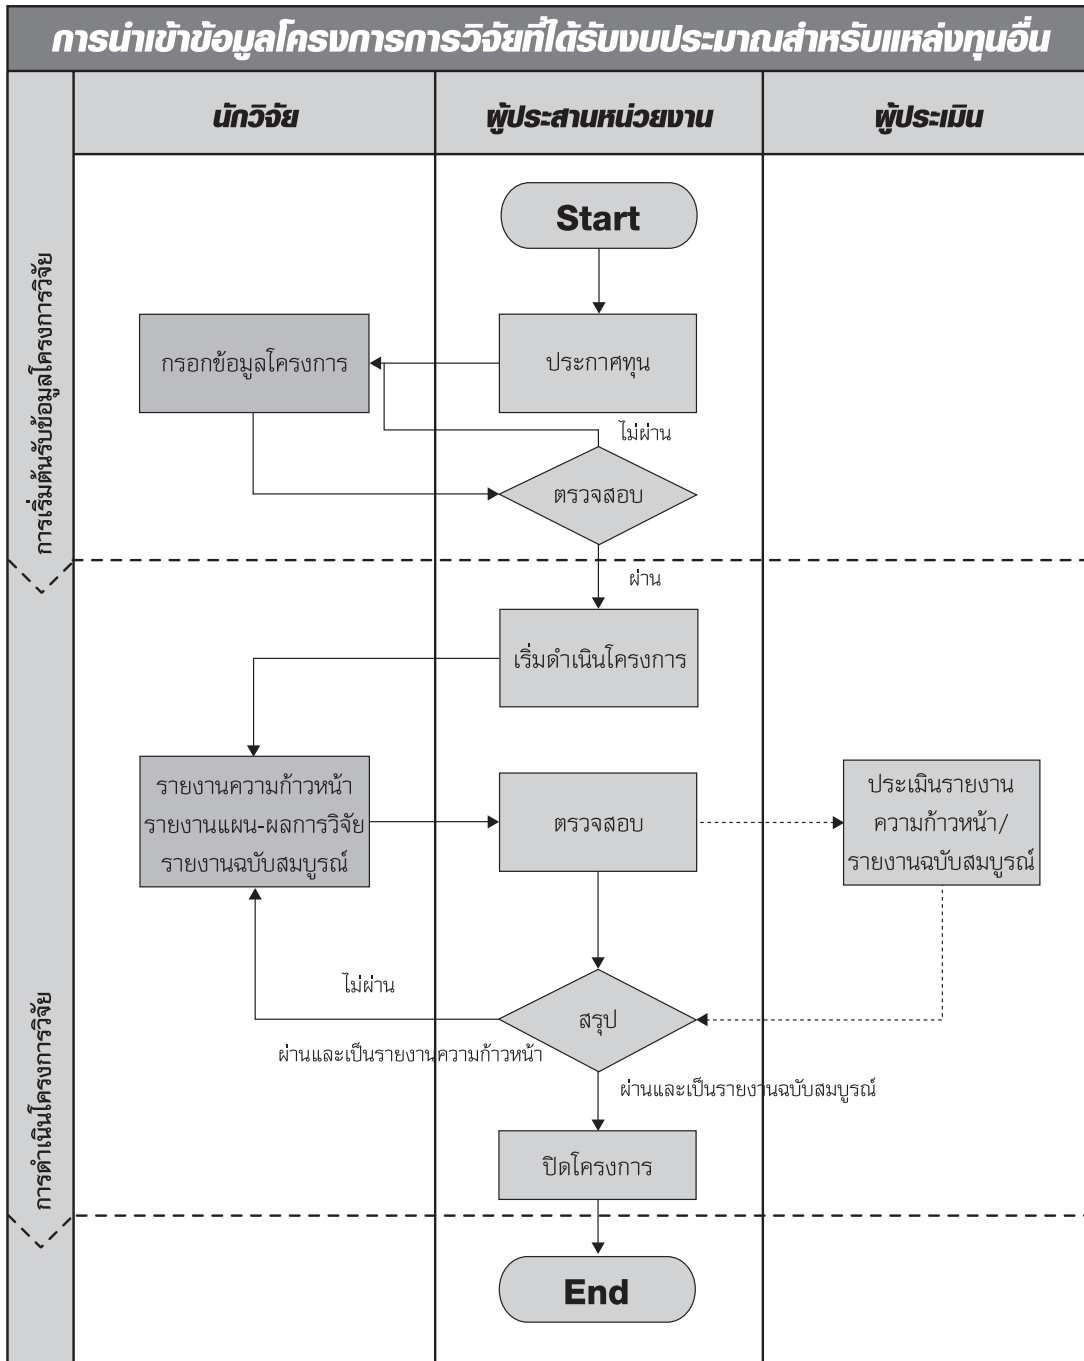 การนำเข้าข้อมูลโครงการการวิจัยที่ได้รับงบประมาณสำหรับแหล่งทุนอื่น
นักวิจัย
ผู้ประสานหน่วยงาน
ผู้ประเมิน
การเริ่มต้นรับข้อมูลโครงการวิจัย
Start
กรอกข้อมูลโครงการ
ประกาศทุน
ไม่ผ่าน
ตรวจสอบ
ผ่าน
เริ่มดำเนินโครงการ
การดำเนินโครงการวิจัย
รายงานความก้าวหน้า
รายงานแผน-ผลการวิจัย
รายงานฉบับสมบูรณ์
ตรวจสอบ
ประเมินรายงาน
ความก้าวหน้า/
รายงานฉบับสมบูรณ์
ไม่ผ่าน
สรุป
ผ่านและเป็นรายงานความก้าวหน้า
ผ่านและเป็นรายงานฉบับสมบูรณ์
ปิดโครงการ
End